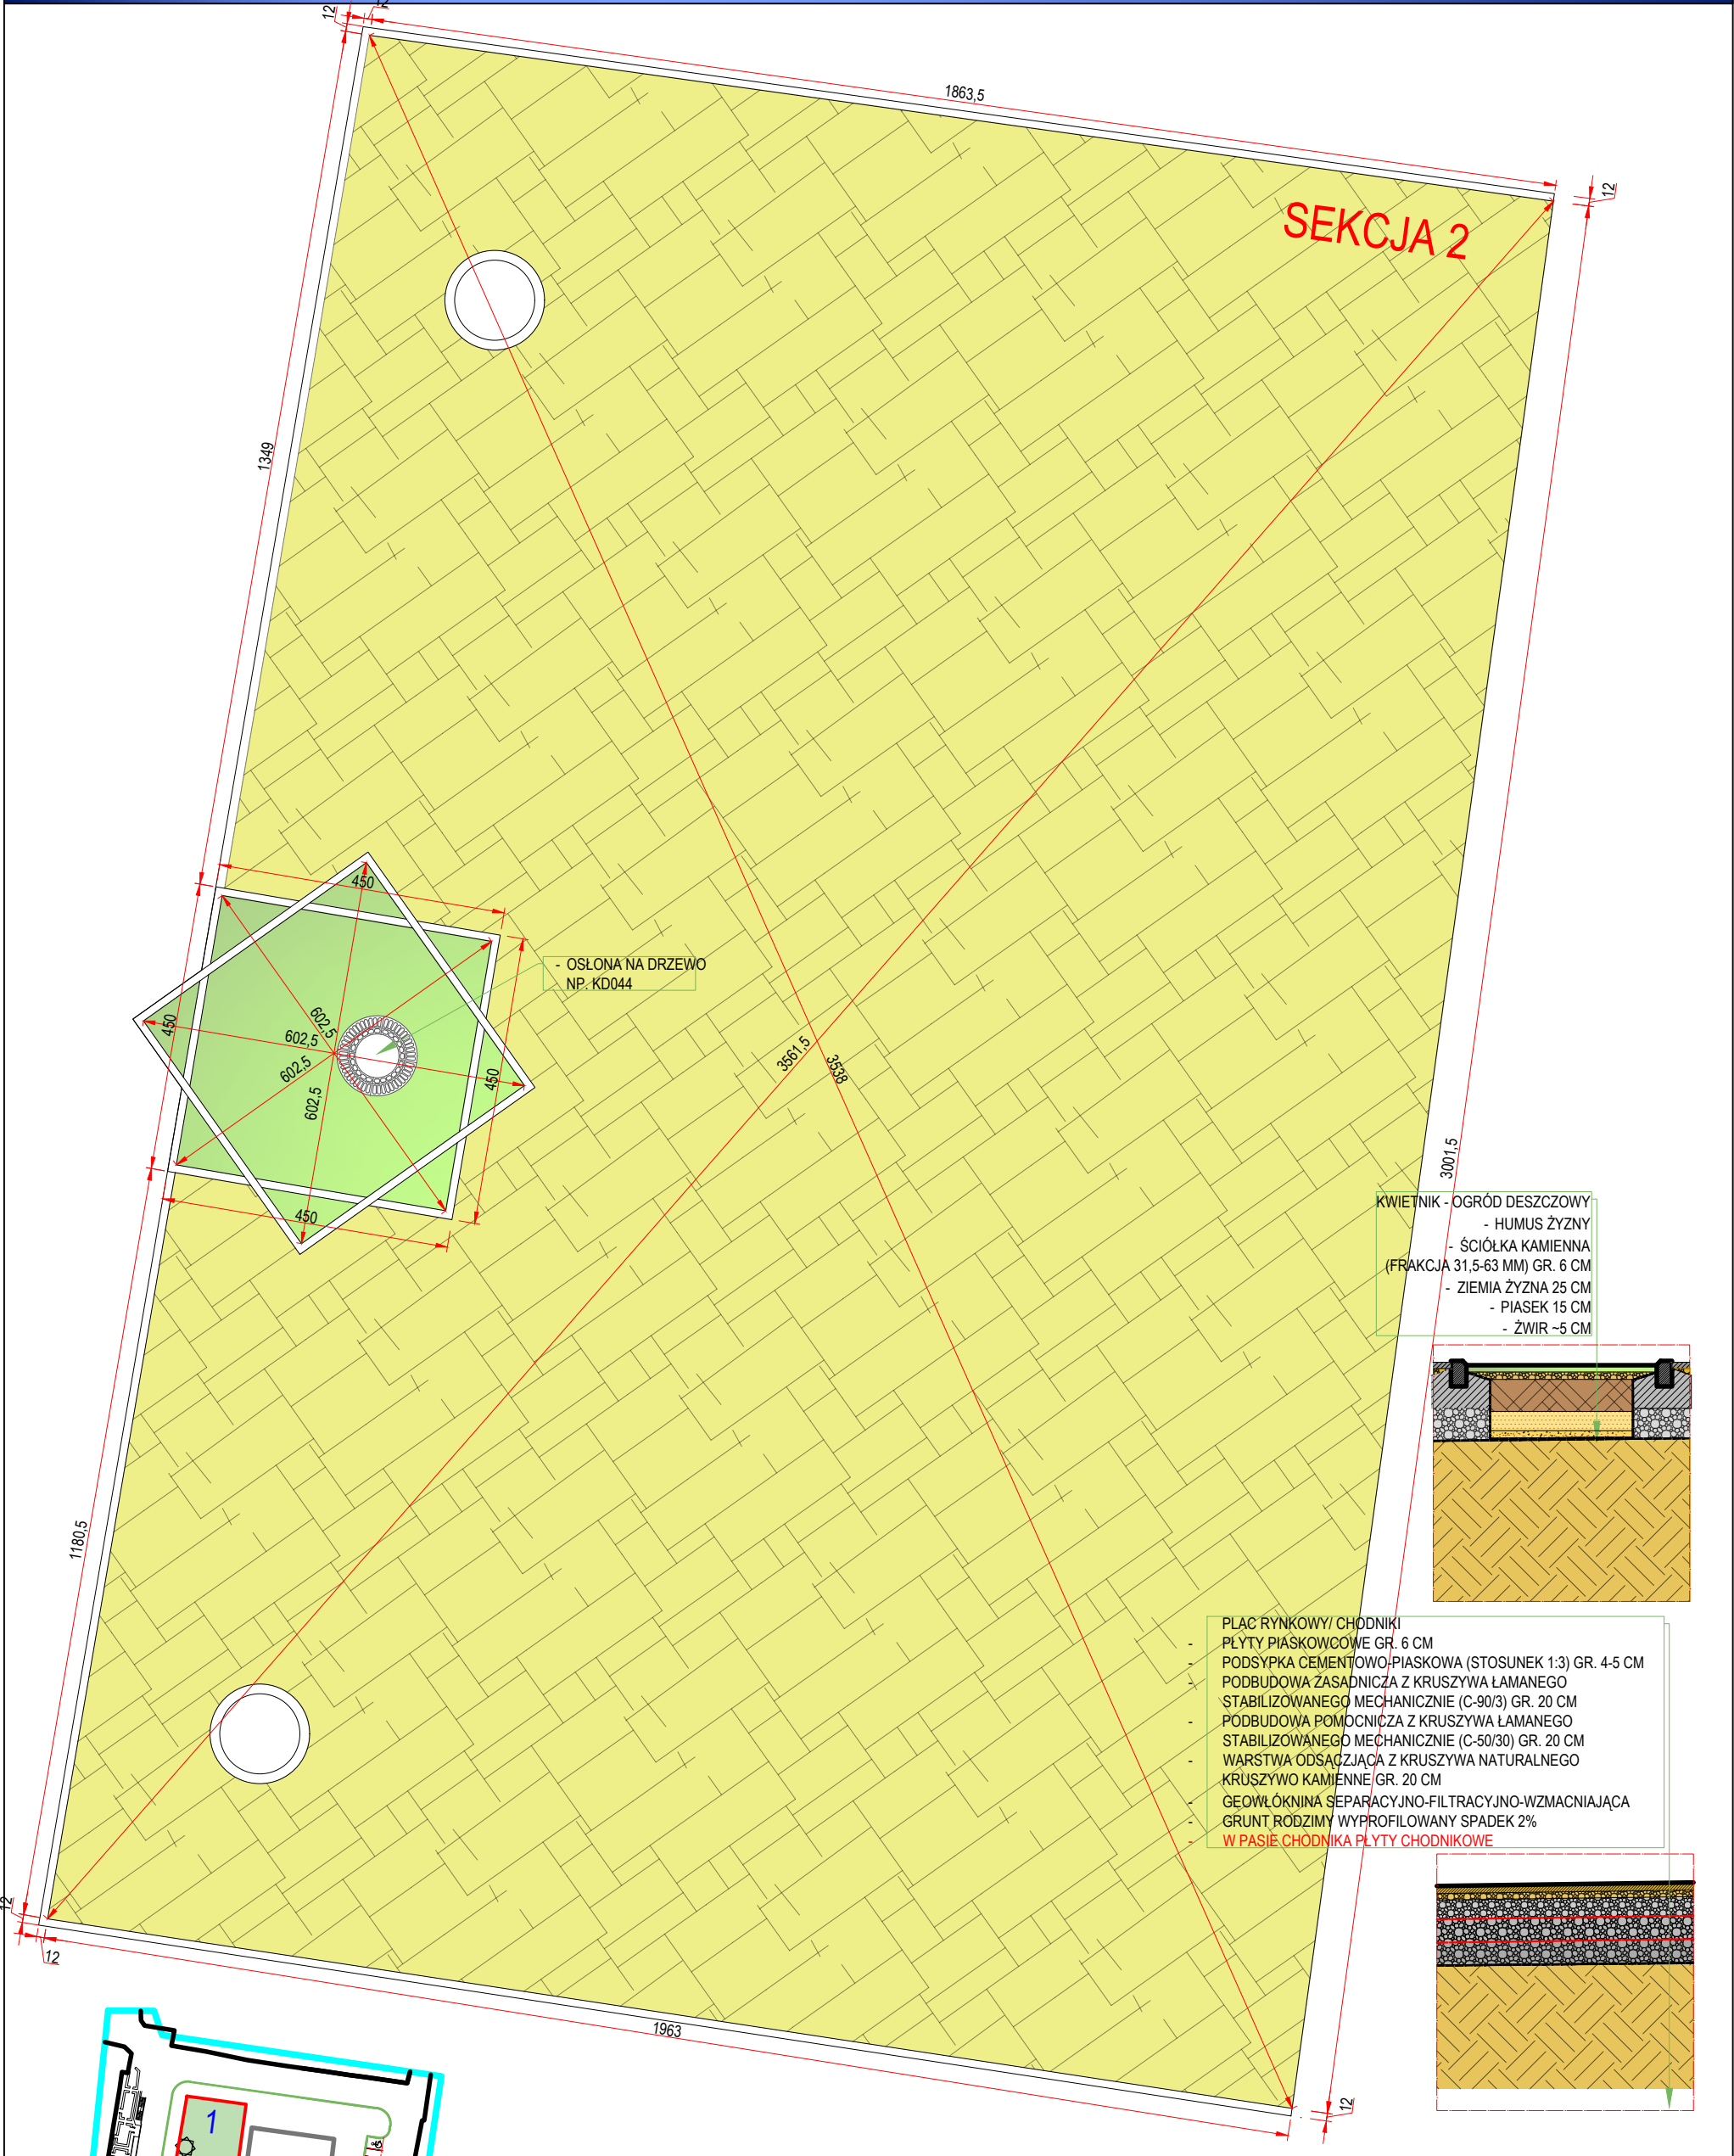 12
12
1863,5
12
SEKCJA 2
1349
450
- OSŁONA NA DRZEWO
NP. KD044
450
602,5
602,5
602,5
602,5
450
450
3561,5
3538
3001,5
KWIETNIK - OGRÓD DESZCZOWY
- HUMUS ŻYZNY
- ŚCIÓŁKA KAMIENNA
(FRAKCJA 31,5-63 MM) GR. 6 CM
- ZIEMIA ŻYZNA 25 CM
- PIASEK 15 CM
- ŻWIR ~5 CM
1180,5
PLAC RYNKOWY/ CHODNIKI
- PŁYTY PIASKOWCOWE GR. 6 CM
- PODSYPKA CEMENTOWO-PIASKOWA (STOSUNEK 1:3) GR. 4-5 CM
- PODBUDOWA ZASADNICZA Z KRUSZYWA ŁAMANEGO
STABILIZOWANEGO MECHANICZNIE (C-90/3) GR. 20 CM
- PODBUDOWA POMOCNICZA Z KRUSZYWA ŁAMANEGO
STABILIZOWANEGO MECHANICZNIE (C-50/30) GR. 20 CM
- WARSTWA ODSĄCZJĄCA Z KRUSZYWA NATURALNEGO
KRUSZYWO KAMIENNE GR. 20 CM
- GEOWŁÓKNINA SEPARACYJNO-FILTRACYJNO-WZMACNIAJĄCA
- GRUNT RODZIMY WYPROFILOWANY SPADEK 2%
- W PASIE CHODNIKA PŁYTY CHODNIKOWE
12
12
1963
12
1